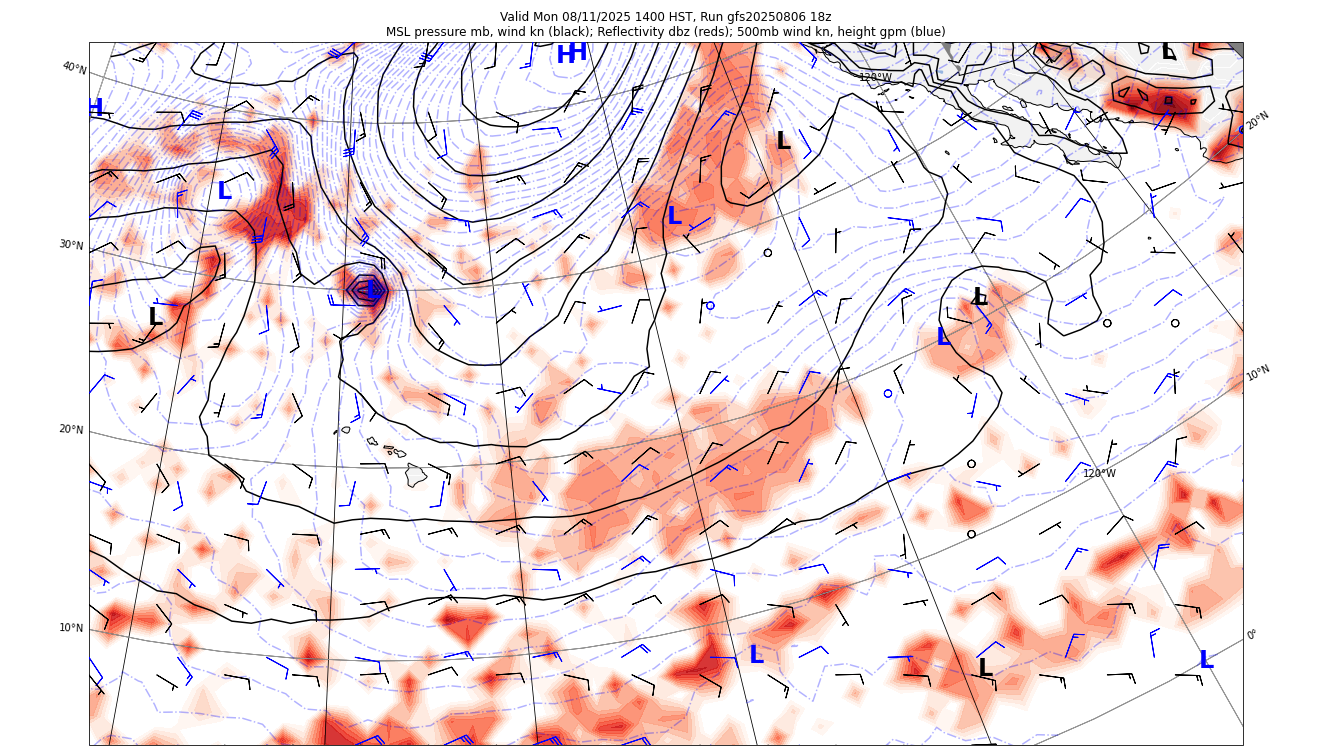 Valid Mon 08/11/2025 1400 HST, Run gfs20250806 18z
MSL pressure mb, wind kn (black); Reflectivity dbz (reds); 500mb wind kn, height gpm (blue)
H H L
40°N 120°W
H 20°N
L
L
L
30°N
L L
L
L
10°N
20°N
120°W
10°N
0°
L L L